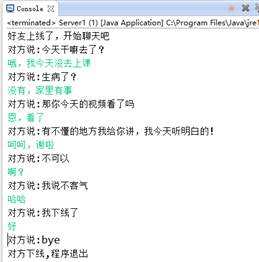 Console
<terminated> Server1 (1) [Java Application] C:\Program Files\Java\jre
好友上线了，开始聊天吧
对方说:今天干嘛去了？
哦，我今天没去上课
对方说:生病了？
没有，家里有事
对方说:那你今天的视频看了吗
恩，看了
对方说:有不懂的地方我给你讲，我今天听明白的！
呵呵，谢啦
对方说:不可以
啊？
对方说:我说不客气
哈哈
对方说:我下线了
好
对方说:bye
对方下线,程序退出